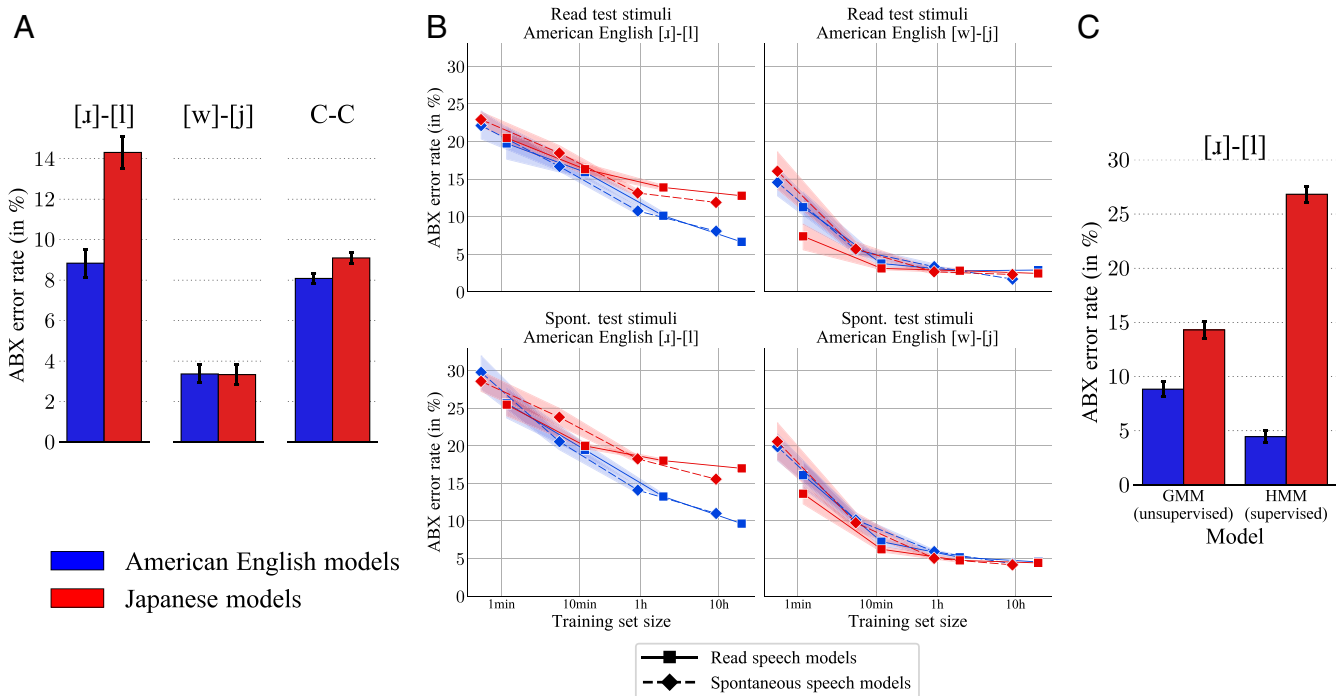 A
[ɹ]-[l]
[w]-[j]
C-C
ABX error rate (in %)
14
12
10
8
6
4
2
0
American English models
Japanese models
B
Read test stimuli
American English [ɹ]-[l]
Read test stimuli
American English [w]-[j]
ABX error rate (in %)
30
25
20
15
10
5
0
Spont. test stimuli
American English [ɹ]-[l]
Spont. test stimuli
American English [w]-[j]
ABX error rate (in %)
30
25
20
15
10
5
0
1min
10min
1h
10h
Training set size
1min
10min
1h
10h
Training set size
Read speech models
Spontaneous speech models
C
[ɹ]-[l]
ABX error rate (in %)
30
25
20
15
10
5
0
GMM
(unsupervised)
HMM
(supervised)
Model